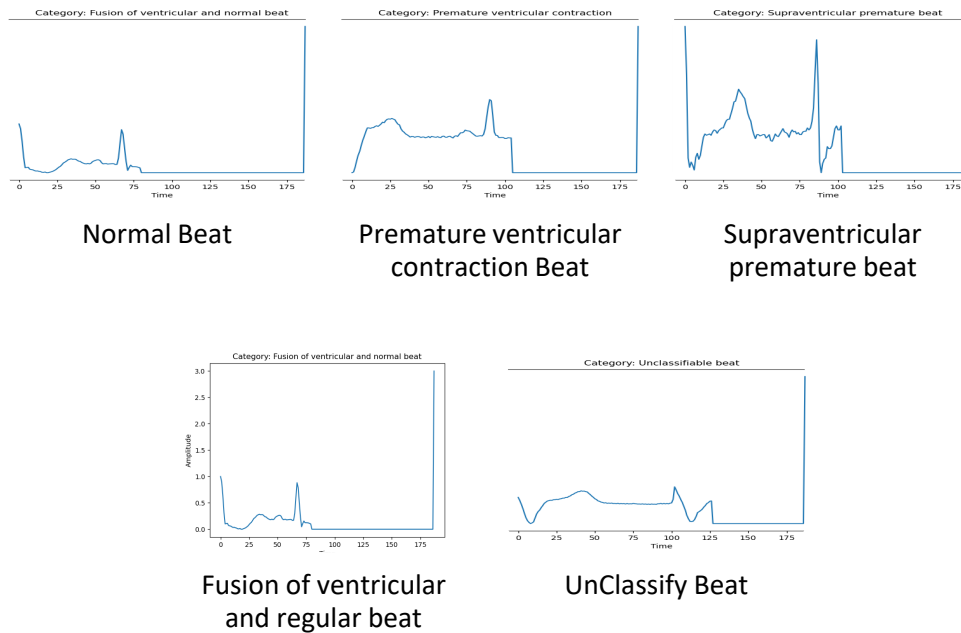 Category: Fusion of ventricular and normal beat
0 25 50 75 100 125 150 175
Time
Normal Beat
Category: Premature ventricular contraction
0 25 50 75 100 125 150 175
Time
Premature ventricular
contraction Beat
Category: Supraventricular premature beat
0 25 50 75 100 125 150 175
Time
Supraventricular
premature beat
Category: Fusion of ventricular and normal beat
Amplitude
3.0
2.5
2.0
1.5
1.0
0.5
0.0
0 25 50 75 100 125 150 175
Fusion of ventricular
and regular beat
Category: Unclassifiable beat
0 25 50 75 100 125 150 175
Time
UnClassify Beat